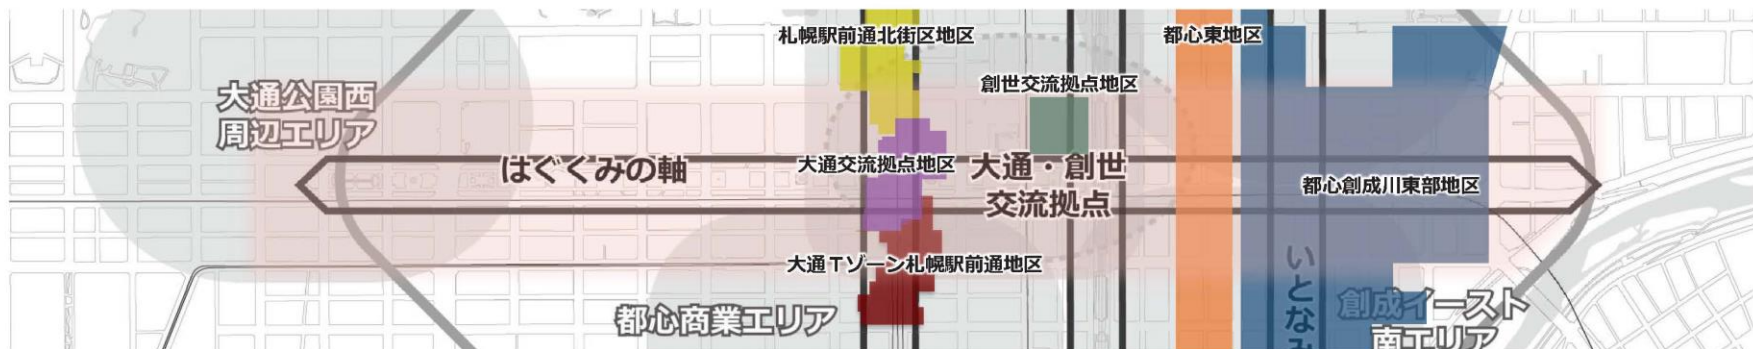 札幌駅前通北街区地区
都心東地区
創世交流拠点地区
大通公園西
周辺エリア
はぐくみの軸
大通交流拠点地区
大通・創世
交流拠点
都心創成川東部地区
大通Tゾーン札幌駅前通地区
都心商業エリア
いとなみ
創成イースト
南エリア